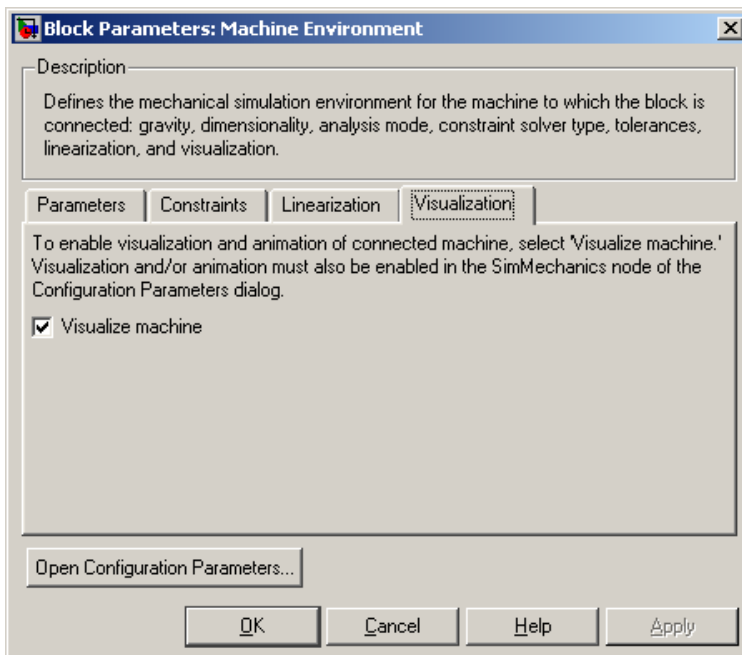 Block Parameters: Machine Environment
Description
Defines the mechanical simulation environment for the machine to which the block is
connected: gravity, dimensionality, analysis mode, constraint solver type, tolerances,
linearization, and visualization.
Parameters Constraints Linearization Visualization
To enable visualization and animation of connected machine, select 'Visualize machine.'
Visualization and/or animation must also be enabled in the SimMechanics node of the
Configuration Parameters dialog.
Visualize machine
Open Configuration Parameters...
OK Cancel Help Apply